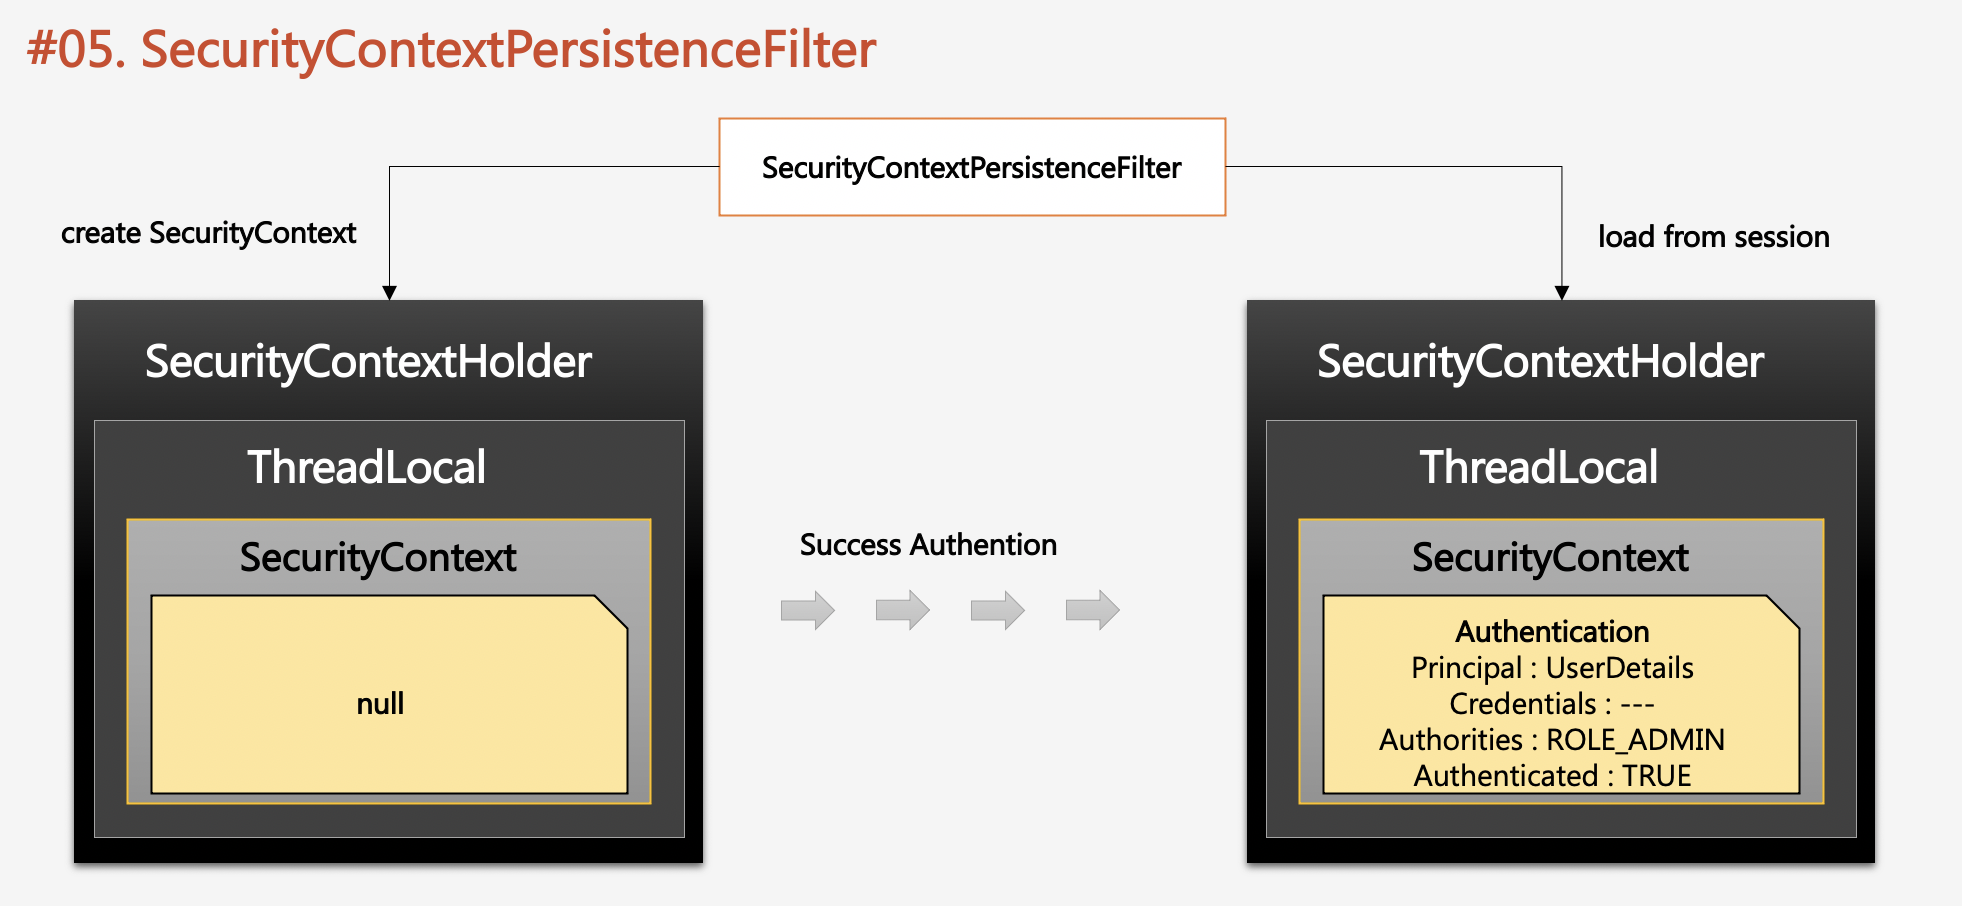 #05. SecurityContextPersistenceFilter
SecurityContextPersistenceFilter
create SecurityContext
load from session
SecurityContextHolder
ThreadLocal
SecurityContext
null
Success Authention
SecurityContextHolder
ThreadLocal
SecurityContext
Authentication
Principal : UserDetails
Credentials : ---
Authorities : ROLE_ADMIN
Authenticated : TRUE